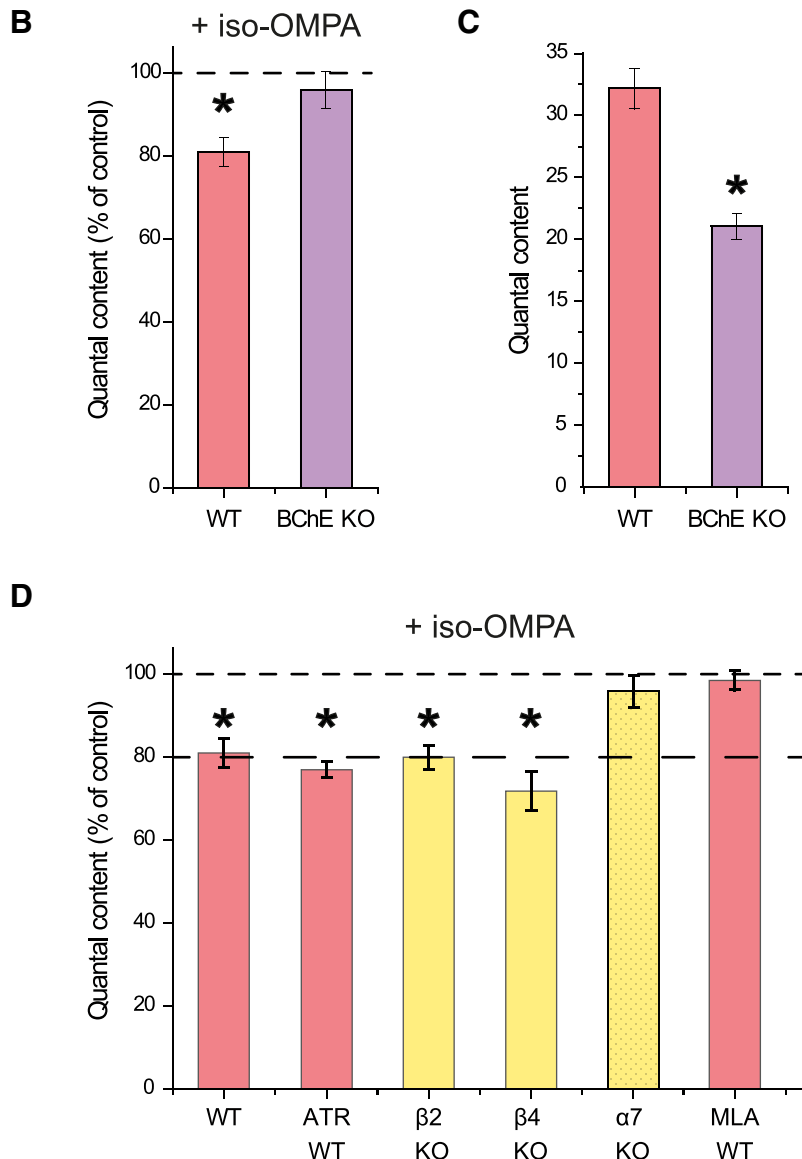 B
+ iso-OMPA
Quantal content (% of control)
100
80
60
40
20
0
*
WT
BChE KO
C
Quantal content
35
30
25
20
15
10
5
0
*
WT
BChE KO
D
+ iso-OMPA
Quantal content (% of control)
100
80
60
40
20
0
* * * *
WT ATR β2 β4 α7 MLA
WT KO KO KO WT